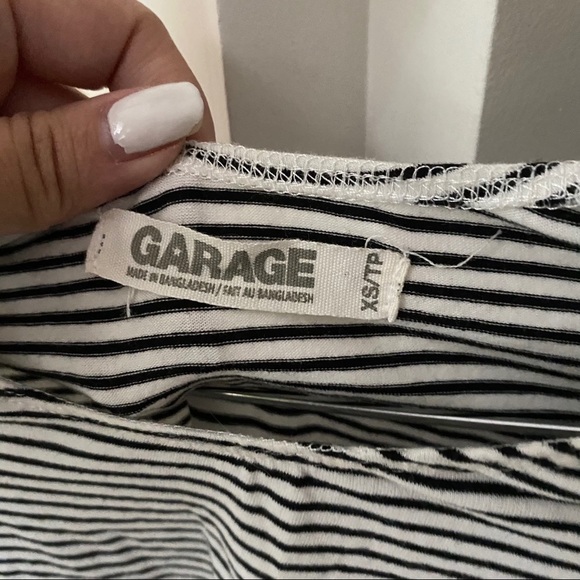 GARAGE
MADE IN BANGLADESH / FAIT AU BANGLADESH
XS/TP